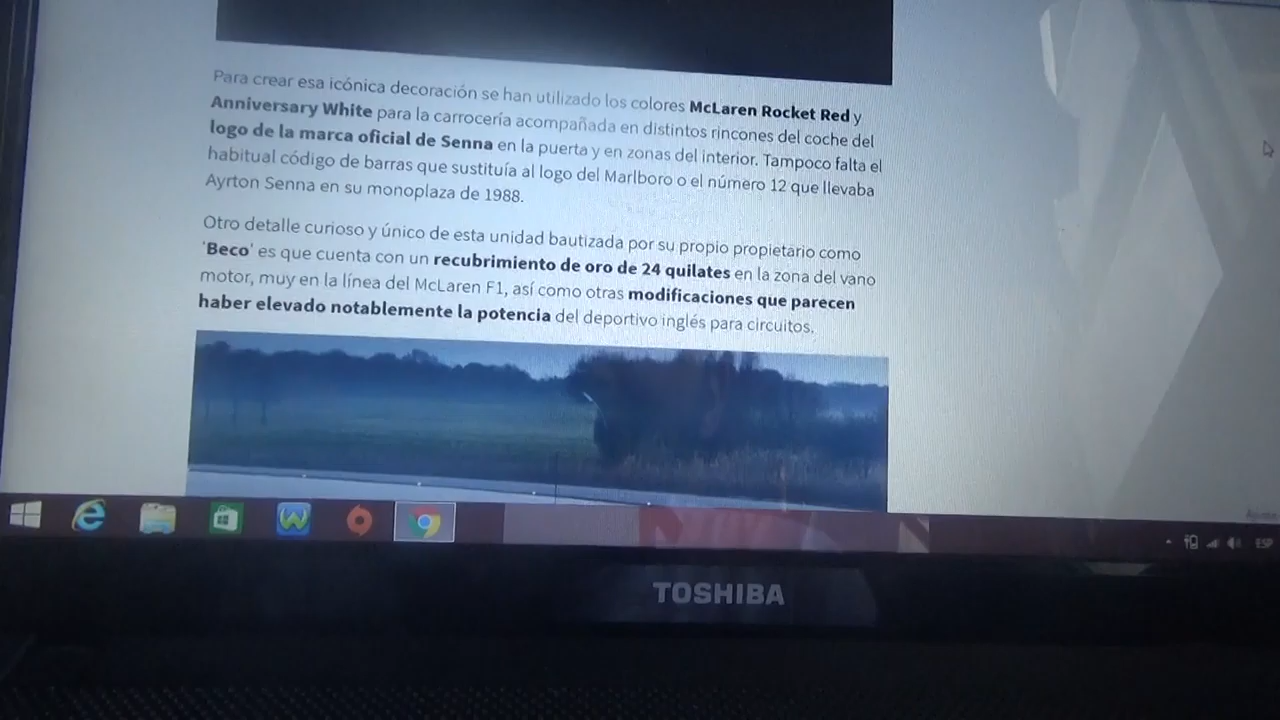 Para crear esa icónica decoración se han utilizado los colores McLaren Rocket Red y
Anniversary White para la carrocería acompañada en distintos rincones del coche del
logo de la marca oficial de Senna en la puerta y en zonas del interior. Tampoco falta el
habitual código de barras que sustituía al logo del Marlboro o el número 12 que llevaba
Ayrton Senna en su monoplaza de 1988.
Otro detalle curioso y único de esta unidad bautizada por su propio propietario como
'Beco' es que cuenta con un recubrimiento de oro de 24 quilates en la zona del vano
motor, muy en la línea del McLaren F1, así como otras modificaciones que parecen
haber elevado notablemente la potencia del deportivo inglés para circuitos.
ESP
TOSHIBA